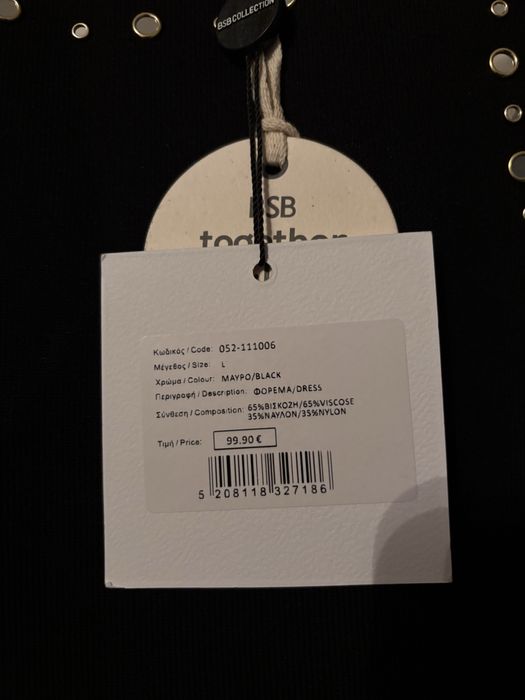 BSB COLLECTION
BSB
together
Κωδικός / Code: 052-111006
Μέγεθος / Size: L
Χρώμα / Colour: ΜΑΥΡΟ/BLACK
Περιγραφή / Description: ΦΟΡΕΜΑ/DRESS
Σύνθεση / Composition: 65%ΒΙΣΚΟΖΗ/65%VISCOSE
35%ΝΑΥΛΟΝ/35%NYLON
Τιμή / Price: 99.90 €
5 208118 327186